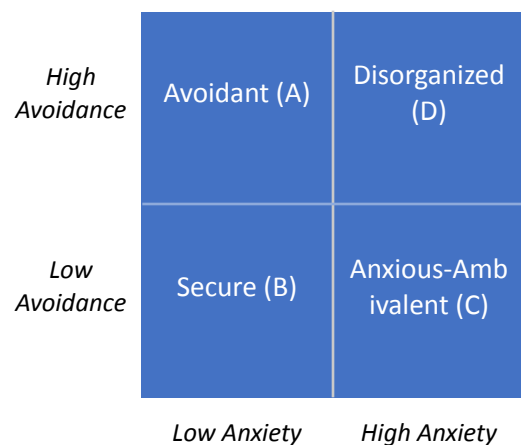 High
Avoidance
Avoidant (A)
Disorganized
(D)
Low
Avoidance
Secure (B)
Anxious-Amb
ivalent (C)
Low Anxiety
High Anxiety